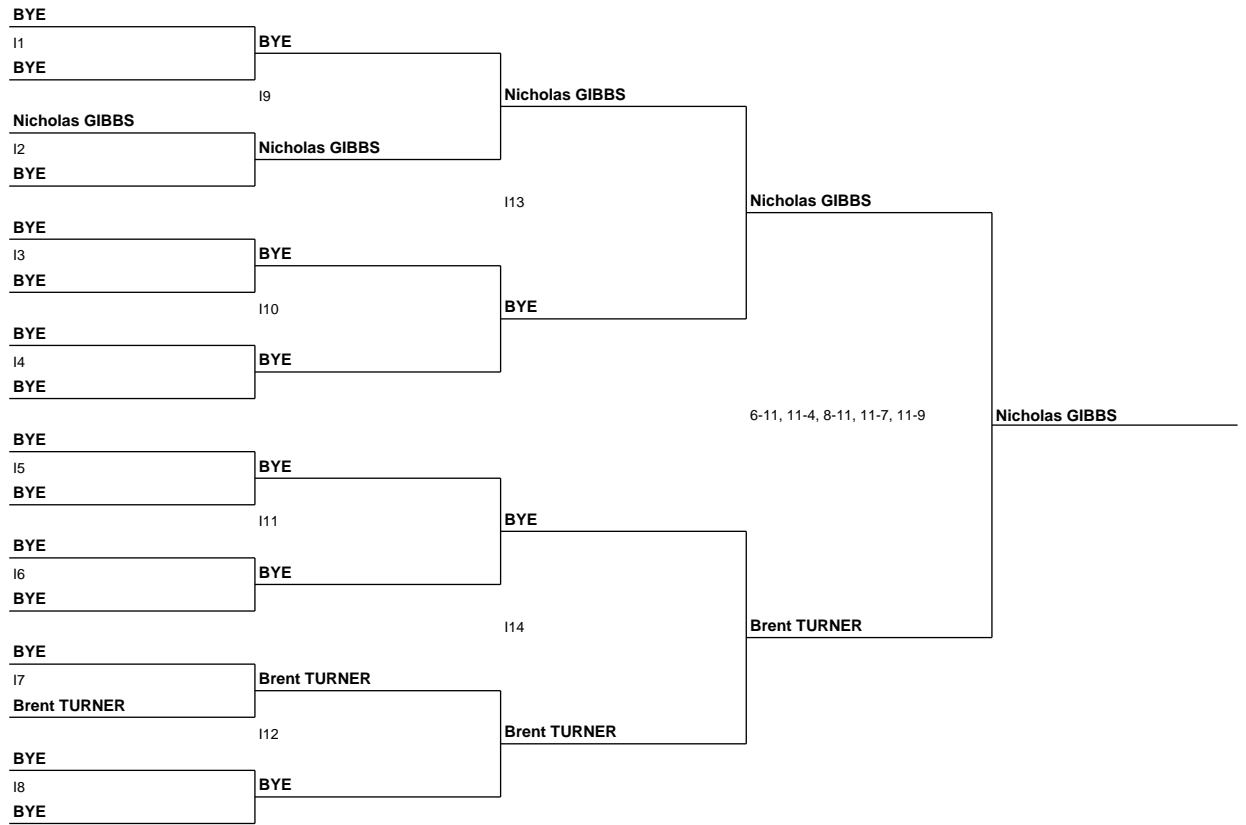 BYE
I1
BYE
Nicholas GIBBS
I2
BYE
BYE
I3
BYE
BYE
I4
BYE
BYE
I5
BYE
BYE
I6
BYE
BYE
I7
Brent TURNER
BYE
I8
BYE
BYE
I9
Nicholas GIBBS
BYE
I10
BYE
BYE
I11
BYE
Brent TURNER
I12
BYE
Nicholas GIBBS
I13
BYE
BYE
I14
Brent TURNER
Nicholas GIBBS
6-11, 11-4, 8-11, 11-7, 11-9
Brent TURNER
Nicholas GIBBS